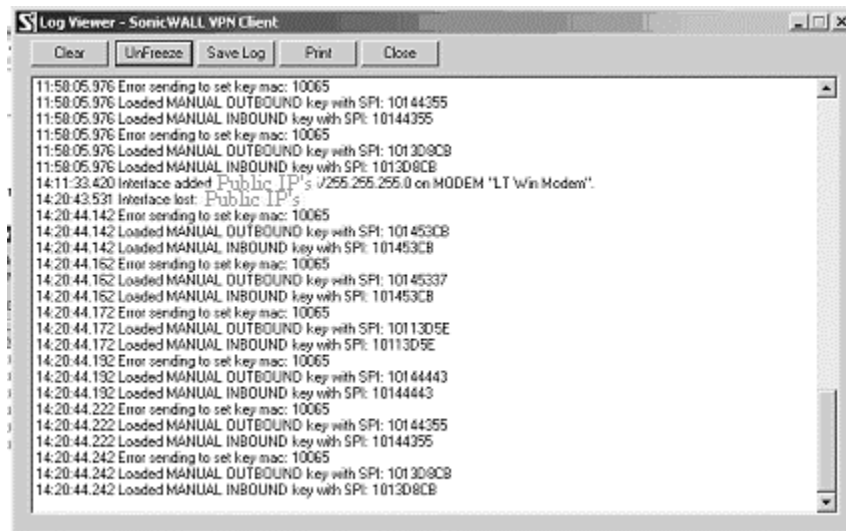 Log Viewer - SonicWALL VPN Client
Clear UnFreeze Save Log Print Close
11:58:05.976 Error sending to set key mac: 10065
11:58:05.976 Loaded MANUAL OUTBOUND key with SPI: 10144355
11:58:05.976 Loaded MANUAL INBOUND key with SPI: 10144355
11:58:05.976 Error sending to set key mac: 10065
11:58:05.976 Loaded MANUAL OUTBOUND key with SPI: 1013D8CB
11:58:05.976 Loaded MANUAL INBOUND key with SPI: 1013D8CB
14:11:33.420 Interface added: Public IP's /255.255.255.0 on MODEM "LT Win Modem".
14:20:43.531 Interface lost: Public IP's
14:20:44.142 Error sending to set key mac: 10065
14:20:44.142 Loaded MANUAL OUTBOUND key with SPI: 101453CB
14:20:44.142 Loaded MANUAL INBOUND key with SPI: 101453CB
14:20:44.162 Error sending to set key mac: 10065
14:20:44.162 Loaded MANUAL OUTBOUND key with SPI: 10145337
14:20:44.162 Loaded MANUAL INBOUND key with SPI: 101453CB
14:20:44.172 Error sending to set key mac: 10065
14:20:44.172 Loaded MANUAL OUTBOUND key with SPI: 10113D5E
14:20:44.172 Loaded MANUAL INBOUND key with SPI: 10113D5E
14:20:44.192 Error sending to set key mac: 10065
14:20:44.192 Loaded MANUAL OUTBOUND key with SPI: 10144443
14:20:44.192 Loaded MANUAL INBOUND key with SPI: 10144443
14:20:44.222 Error sending to set key mac: 10065
14:20:44.222 Loaded MANUAL OUTBOUND key with SPI: 10144355
14:20:44.222 Loaded MANUAL INBOUND key with SPI: 10144355
14:20:44.242 Error sending to set key mac: 10065
14:20:44.242 Loaded MANUAL OUTBOUND key with SPI: 1013D8CB
14:20:44.242 Loaded MANUAL INBOUND key with SPI: 1013D8CB